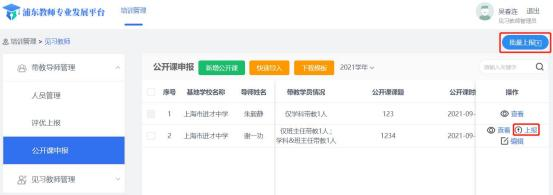 浦东教师专业发展平台
培训管理
吴春连 退出
见习教师管理员
培训管理 > 见习教师
批量上报
带教导师管理
人员管理
评优上报
公开课申报
见习教师管理
公开课申报 新增公开课 快速导入 下载模板 2021学年
请输入关键字
序号 基地学校名称 导师姓名 带教学员情况 公开课课题 公开课时 操作
1 上海市进才中学 朱毅静 仅学科带教1人 123 2021-09- 查看
2 上海市进才中学 谢一功 仅班主任带教1人；学科&班主任带教1人 1234 2021-09- 查看 上报
编辑